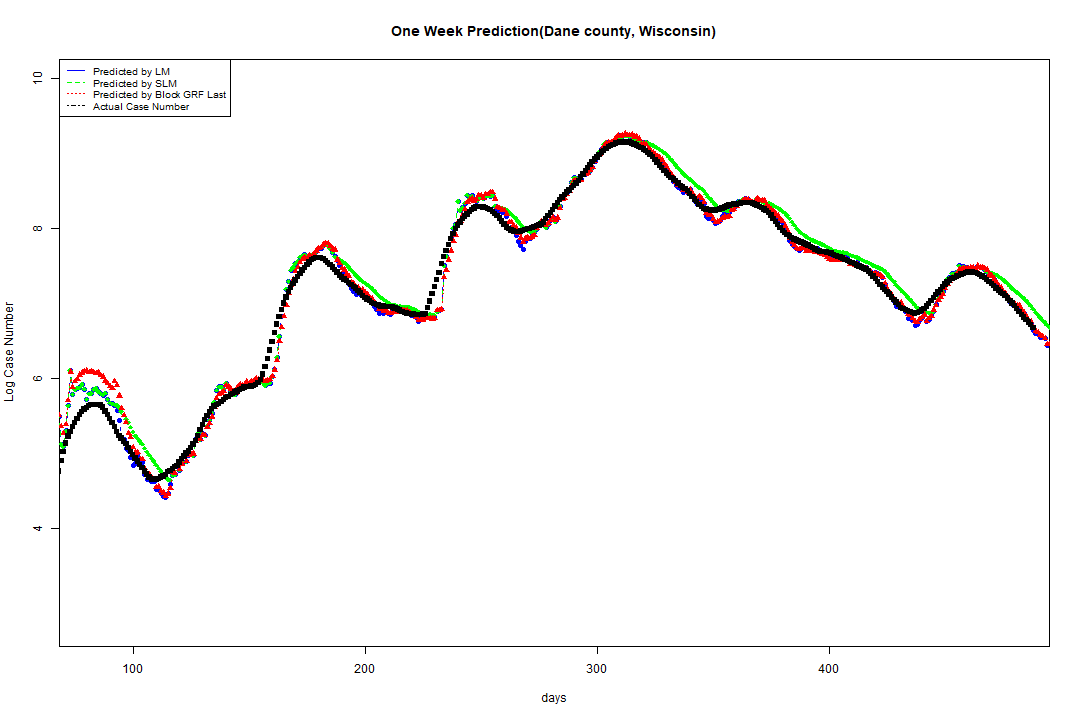 One Week Prediction(Dane county, Wisconsin)
Predicted by LM
Predicted by SLM
Predicted by Block GRF Last
Actual Case Number
10
8
6
4
Log Case Number
100 200 300 400
days